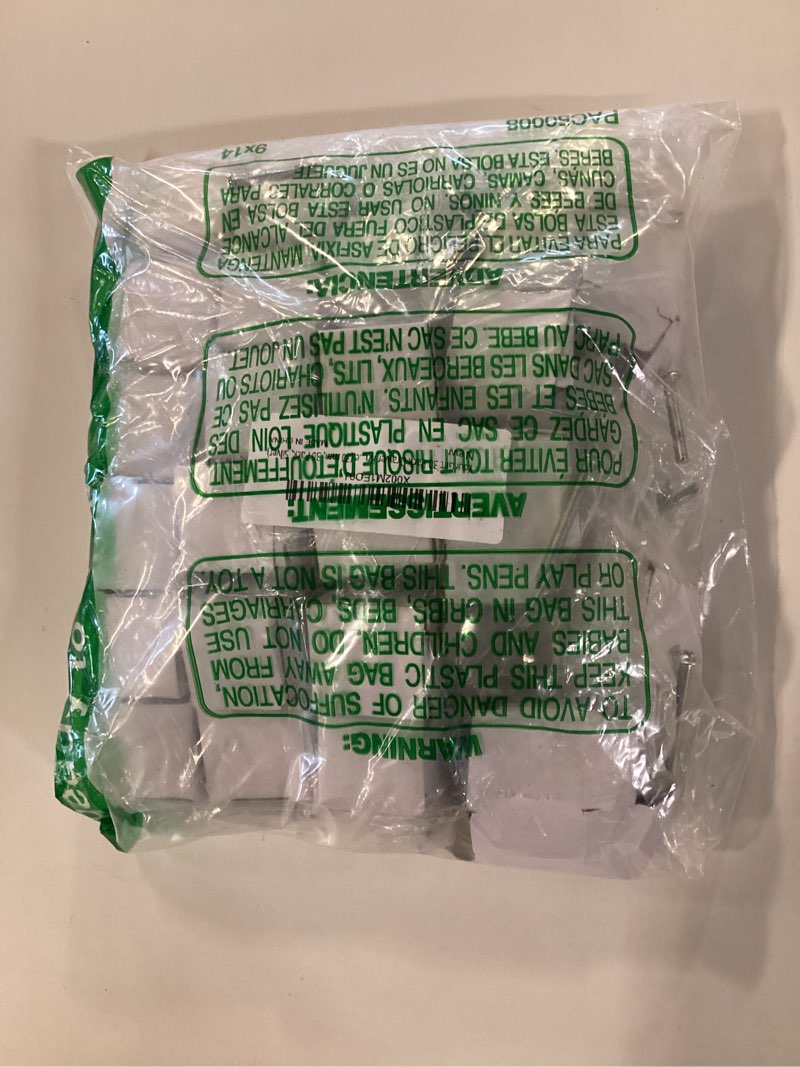 WARNING:
TO AVOID DANGER OF SUFFOCATION,
KEEP THIS PLASTIC BAG AWAY FROM
BABIES AND CHILDREN. DO NOT USE
THIS BAG IN CRIBS, BEDS, CARRIAGES
OR PLAY PENS. THIS BAG IS NOT A TOY.
AVERTISSEMENT:
POUR ÉVITER TOUT RISQUE D'ÉTOUFFEMENT,
GARDEZ CE SAC EN PLASTIQUE LOIN DES
BÉBÉS ET LES ENFANTS. N'UTILISEZ PAS CE
SAC DANS LES BERCEAUX, LITS, CHARIOTS OU
PARC AU BEBE. CE SAC N'EST PAS UN JOUET
MADE IN CHINA
ADVERTENCIA:
PARA EVITAR EL PELIGRO DE ASFIXIA, MANTENGA
ESTA BOLSA DE PLASTICO FUERA DEL ALCANCE
DE BEBÉS Y NINOS. NO USAR ESTA BOLSA EN
CUNAS, CAMAS, CARRIOLAS O CORRALES PARA
BEBES. ESTA BOLSA NO ES UN JUGUETE
PAC50008
9x14